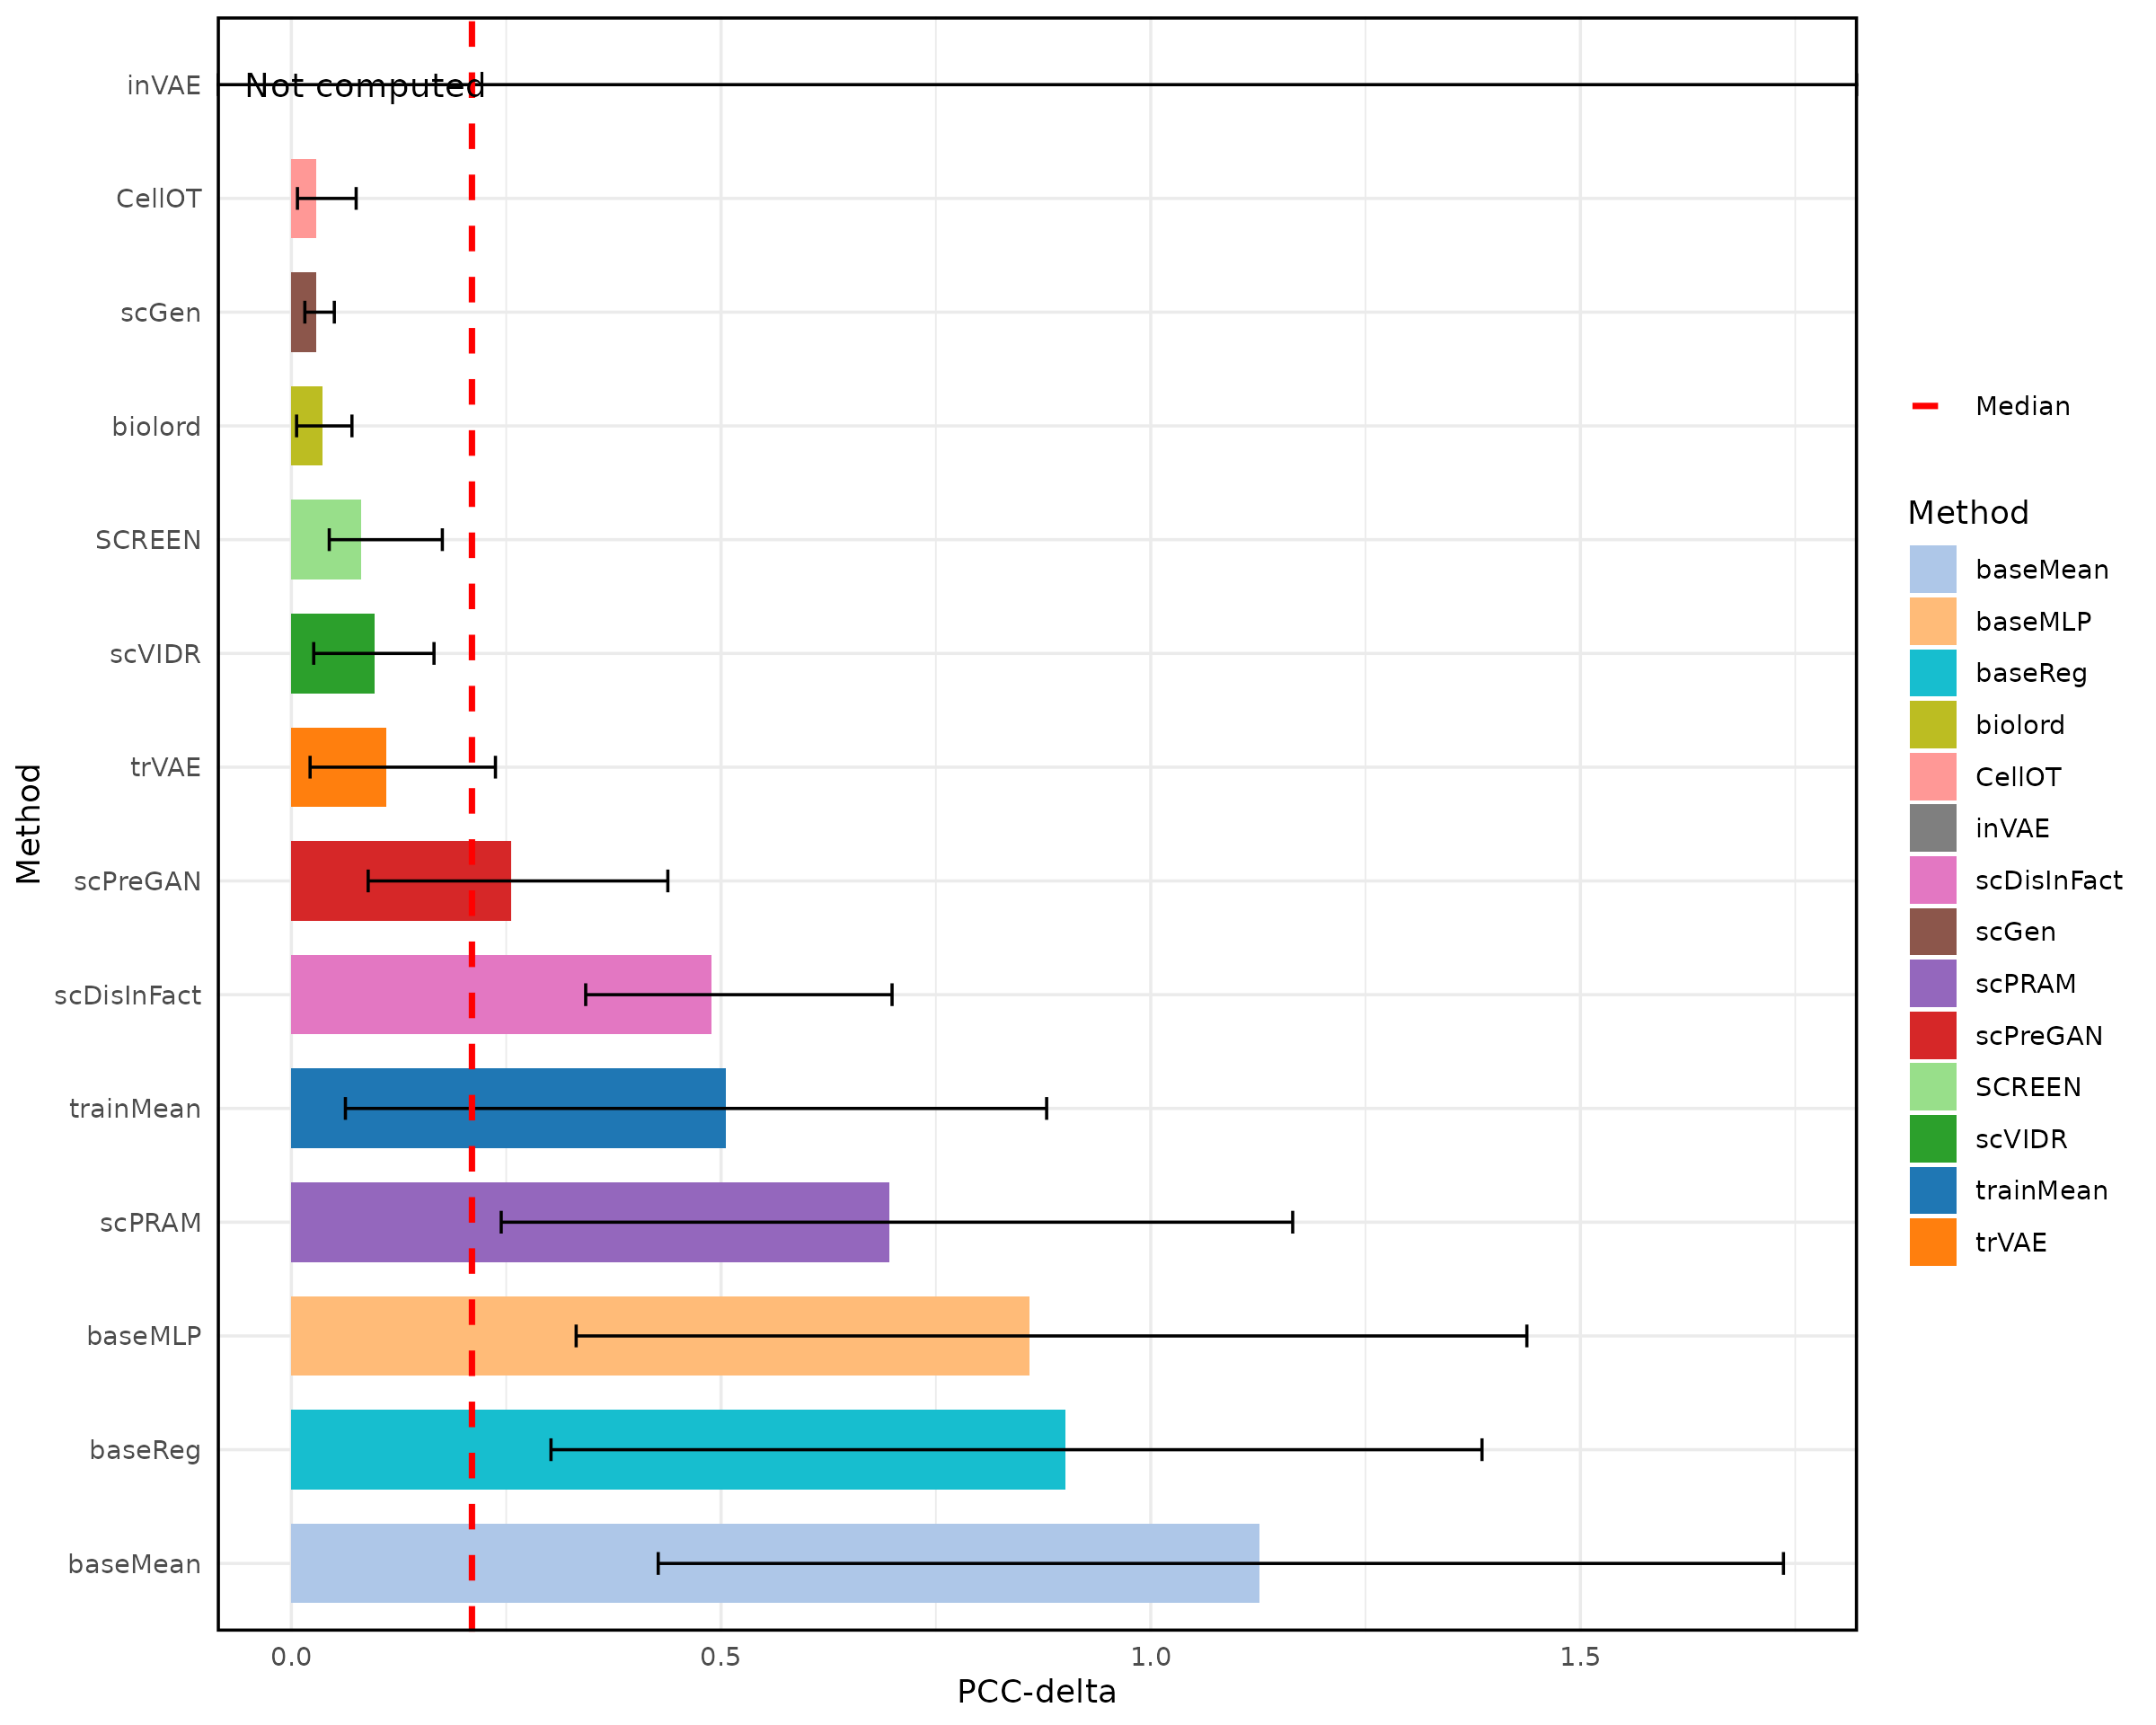 inVAE
Not computed
CellOT
scGen
biolord
SCREEN
scVIDR
trVAE
scPreGAN
scDisInFact
trainMean
scPRAM
baseMLP
baseReg
baseMean
Method
0.0
0.5
1.0
1.5
PCC-delta
Median
Method
baseMean
baseMLP
baseReg
biolord
CellOT
inVAE
scDisInFact
scGen
scPRAM
scPreGAN
SCREEN
scVIDR
trainMean
trVAE